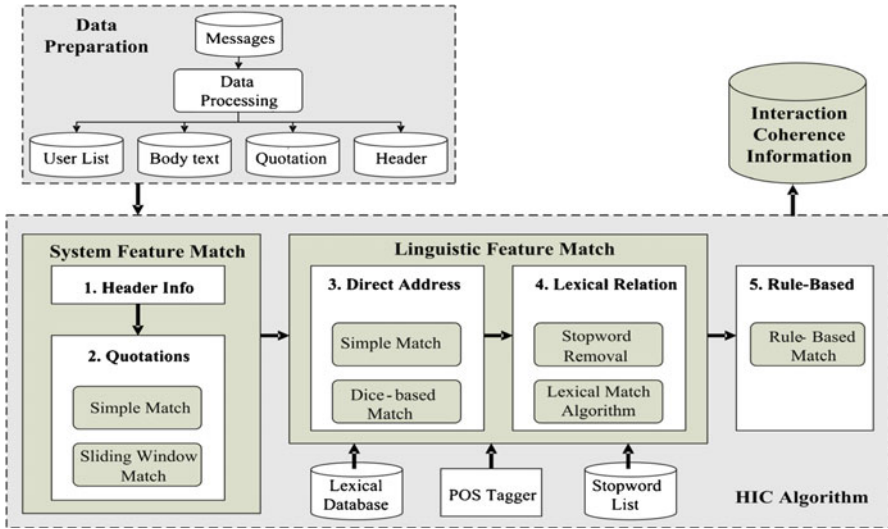 Data
Preparation
Messages
Data
Processing
User List
Body text
Quotation
Header
Interaction
Coherence
Information
System Feature Match
1. Header Info
2. Quotations
Simple Match
Sliding Window
Match
Linguistic Feature Match
3. Direct Address
Simple Match
Dice-based
Match
4. Lexical Relation
Stopword
Removal
Lexical Match
Algorithm
5. Rule-Based
Rule- Based
Match
Lexical
Database
POS Tagger
Stopword
List
HIC Algorithm